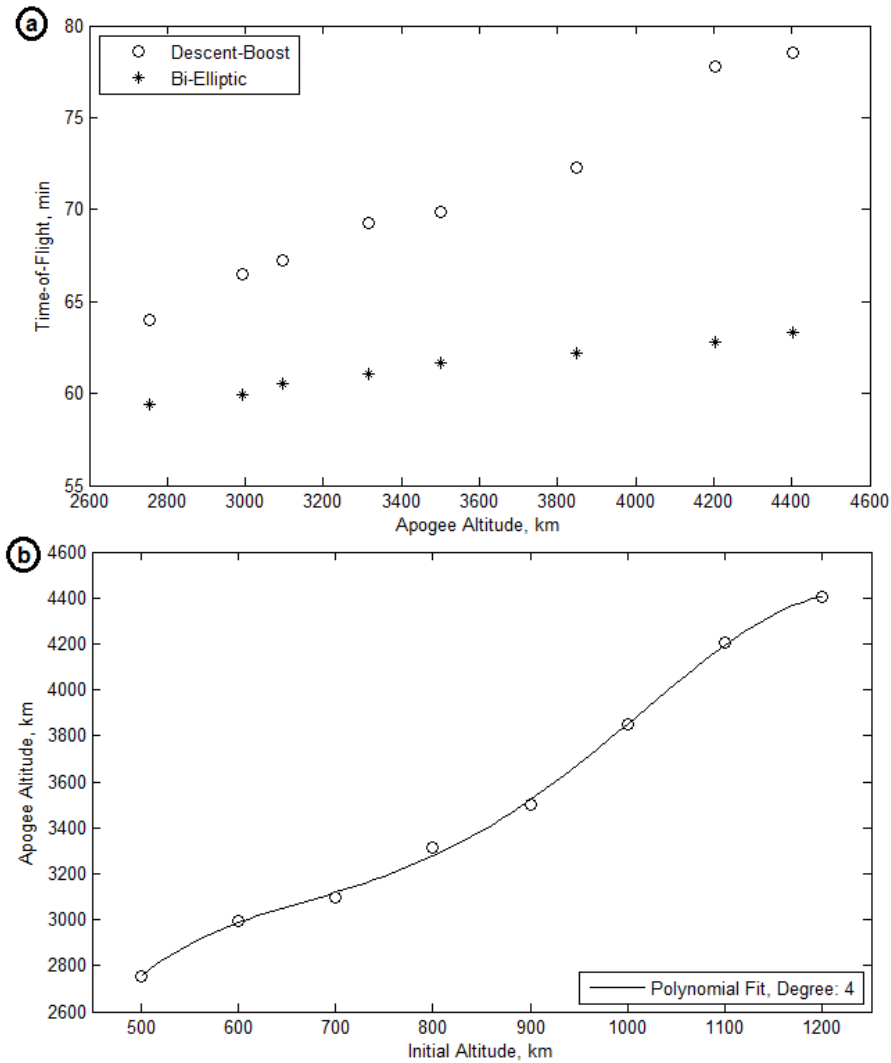 a
80
Descent-Boost
Bi-Elliptic
75
70
65
60
55
Time-of-Flight, min
2600 2800 3000 3200 3400 3600 3800 4000 4200 4400 4600
Apogee Altitude, km
b
4600
4400
4200
4000
3800
3600
3400
3200
3000
2800
2600
Apogee Altitude, km
Polynomial Fit, Degree: 4
500 600 700 800 900 1000 1100 1200
Initial Altitude, km